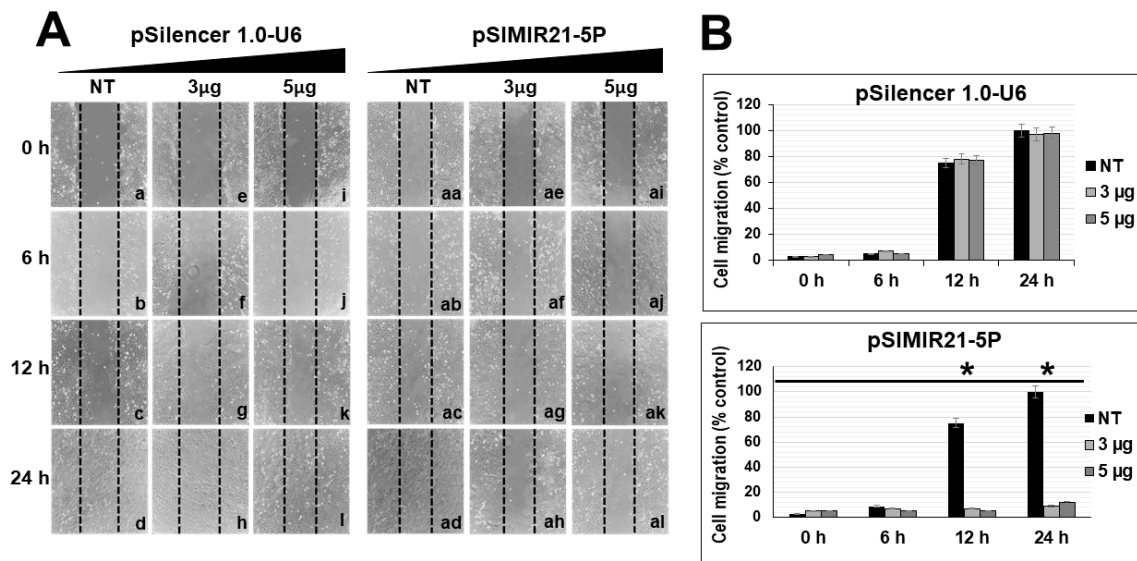 A
pSilencer 1.0-U6
pSIMIR21-5P
NT 3µg 5µg NT 3µg 5µg
0 h
a e i aa ae ai
6 h
b f j ab af aj
12 h
c g k ac ag ak
24 h
d h l ad ah al
B
pSilencer 1.0-U6
Cell migration (% control)
120
100
80
60
40
20
0
0 h 6 h 12 h 24 h
NT
3 µg
5 µg
pSIMIR21-5P
* *
Cell migration (% control)
120
100
80
60
40
20
0
0 h 6 h 12 h 24 h
NT
3 µg
5 µg